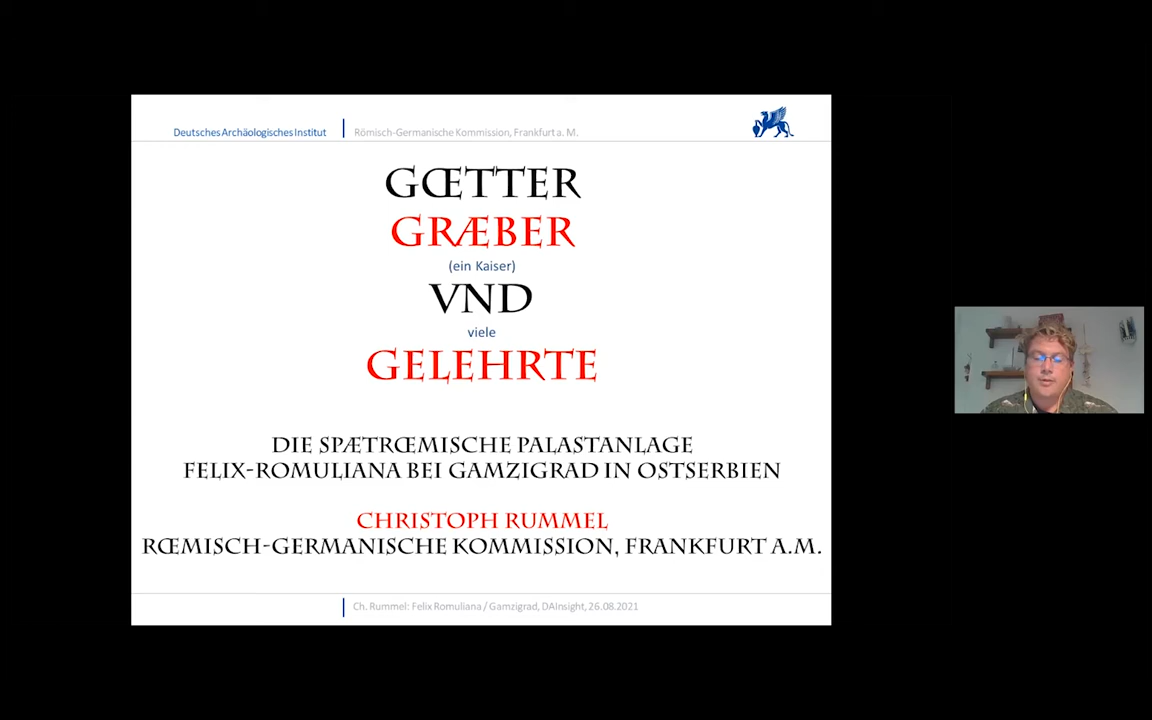 Deutsches Archäologisches Institut
Römisch-Germanische Kommission, Frankfurt a. M.
GŒTTER
GRÆBER
(ein Kaiser)
VND
viele
GELEHRTE
DIE SPÆTRŒMISCHE PALASTANLAGE
FELIX-ROMULIANA BEI GAMZIGRAD IN OSTSERBIEN
CHRISTOPH RUMMEL
RŒMISCH-GERMANISCHE KOMMISSION, FRANKFURT A.M.
Ch. Rummel: Felix Romuliana / Gamzigrad, DAInsight, 26.08.2021